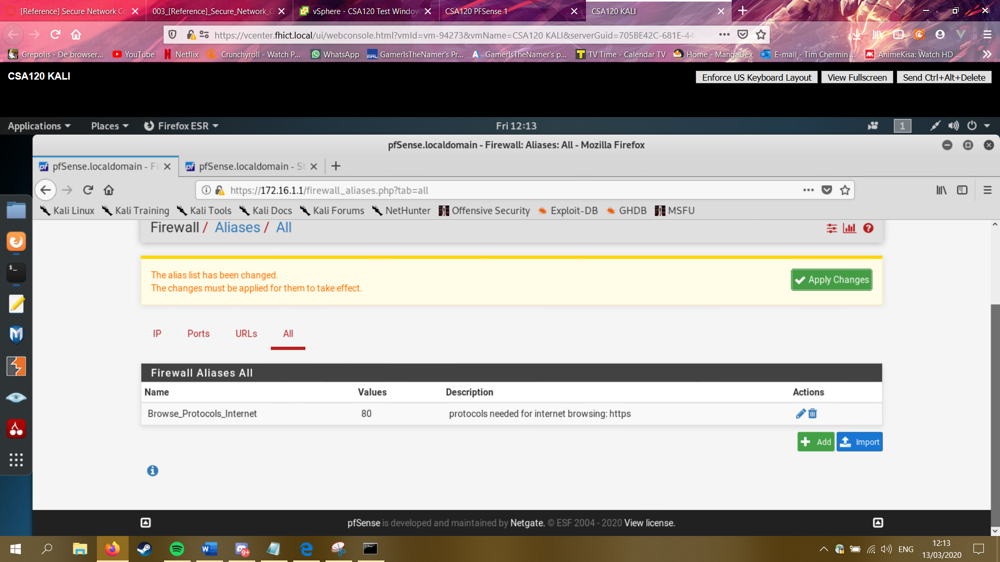 [Reference] Secure Network Co
003_[Reference]_Secure_Network_C
vSphere - CSA120 Test Window
CSA120 PFSense 1
CSA120 KALI
https://vcenter.fhict.local/ui/webconsole.html?vmId=vm-94273&vmName=CSA120 KALI&serverGuid=705BE42C-681E-44
Grepolis - De browser...
YouTube
Netflix
Crunchyroll - Watch P...
WhatsApp
GamerIsTheNamer's Pr...
GamerIsTheNamer's p...
TV Time - Calendar TV
Home - MangaDex
E-mail - Tim Chermin ...
AnimeKisa: Watch HD ...
CSA120 KALI
Enforce US Keyboard Layout
View Fullscreen
Send Ctrl+Alt+Delete
Applications
Places
Firefox ESR
Fri 12:13
1
pfSense.localdomain - Firewall: Aliases: All - Mozilla Firefox
pfSense.localdomain - Fi
pfSense.localdomain - St
https://172.16.1.1/firewall_aliases.php?tab=all
Kali Linux
Kali Training
Kali Tools
Kali Docs
Kali Forums
NetHunter
Offensive Security
Exploit-DB
GHDB
MSFU
Firewall / Aliases / All
The alias list has been changed.
The changes must be applied for them to take effect.
Apply Changes
IP
Ports
URLs
All
Firewall Aliases All
Name
Values
Description
Actions
Browse_Protocols_Internet
80
protocols needed for internet browsing: https
Add
Import
pfSense is developed and maintained by Netgate. © ESF 2004 - 2020 View license.
9+
ENG
12:13
13/03/2020